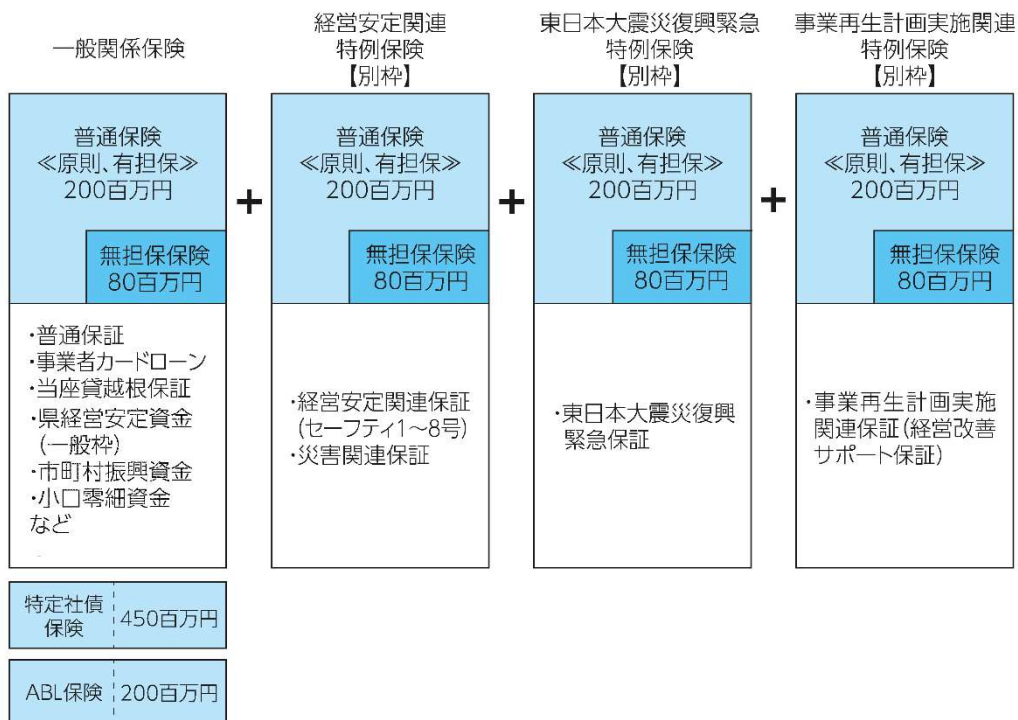 一般関係保険
普通保険
≪原則、有担保≫
200百万円
無担保保険
80百万円
・普通保証
・事業者カードローン
・当座貸越根保証
・県経営安定資金
(一般枠)
・市町村振興資金
・小口零細資金
など
特定社債
保険
450百万円
ABL保険
200百万円
+
経営安定関連
特例保険
【別枠】
普通保険
≪原則、有担保≫
200百万円
無担保保険
80百万円
・経営安定関連保証
(セーフティ1～8号)
・災害関連保証
+
東日本大震災復興緊急
特例保険
【別枠】
普通保険
≪原則、有担保≫
200百万円
無担保保険
80百万円
・東日本大震災復興
緊急保証
+
事業再生計画実施関連
特例保険
【別枠】
普通保険
≪原則、有担保≫
200百万円
無担保保険
80百万円
・事業再生計画実施
関連保証(経営改善
サポート保証)